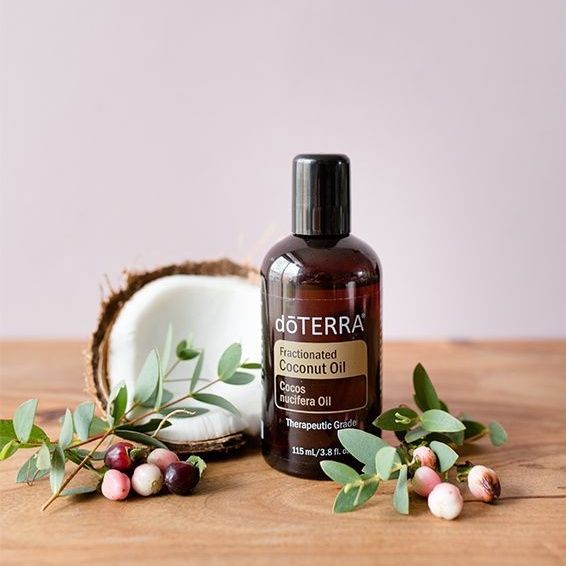 dōTERRA®
Fractionated
Coconut Oil
Cocos
nucifera Oil
Therapeutic Grade
115 mL/3.8 fl.